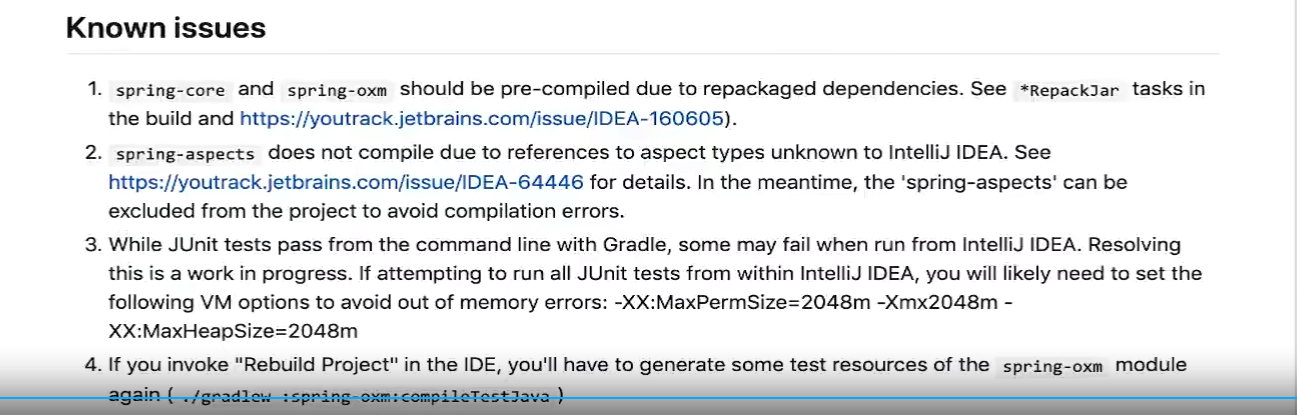 Known issues
1. spring-core and spring-oxm should be pre-compiled due to repackaged dependencies. See *RepackJar tasks in
the build and https://youtrack.jetbrains.com/issue/IDEA-160605).
2. spring-aspects does not compile due to references to aspect types unknown to IntelliJ IDEA. See
https://youtrack.jetbrains.com/issue/IDEA-64446 for details. In the meantime, the 'spring-aspects' can be
excluded from the project to avoid compilation errors.
3. While JUnit tests pass from the command line with Gradle, some may fail when run from IntelliJ IDEA. Resolving
this is a work in progress. If attempting to run all JUnit tests from within IntelliJ IDEA, you will likely need to set the
following VM options to avoid out of memory errors: -XX:MaxPermSize=2048m -Xmx2048m -
XX:MaxHeapSize=2048m
4. If you invoke "Rebuild Project" in the IDE, you'll have to generate some test resources of the spring-oxm module
again ( ./gradlew :spring-oxm:compileTestJava )